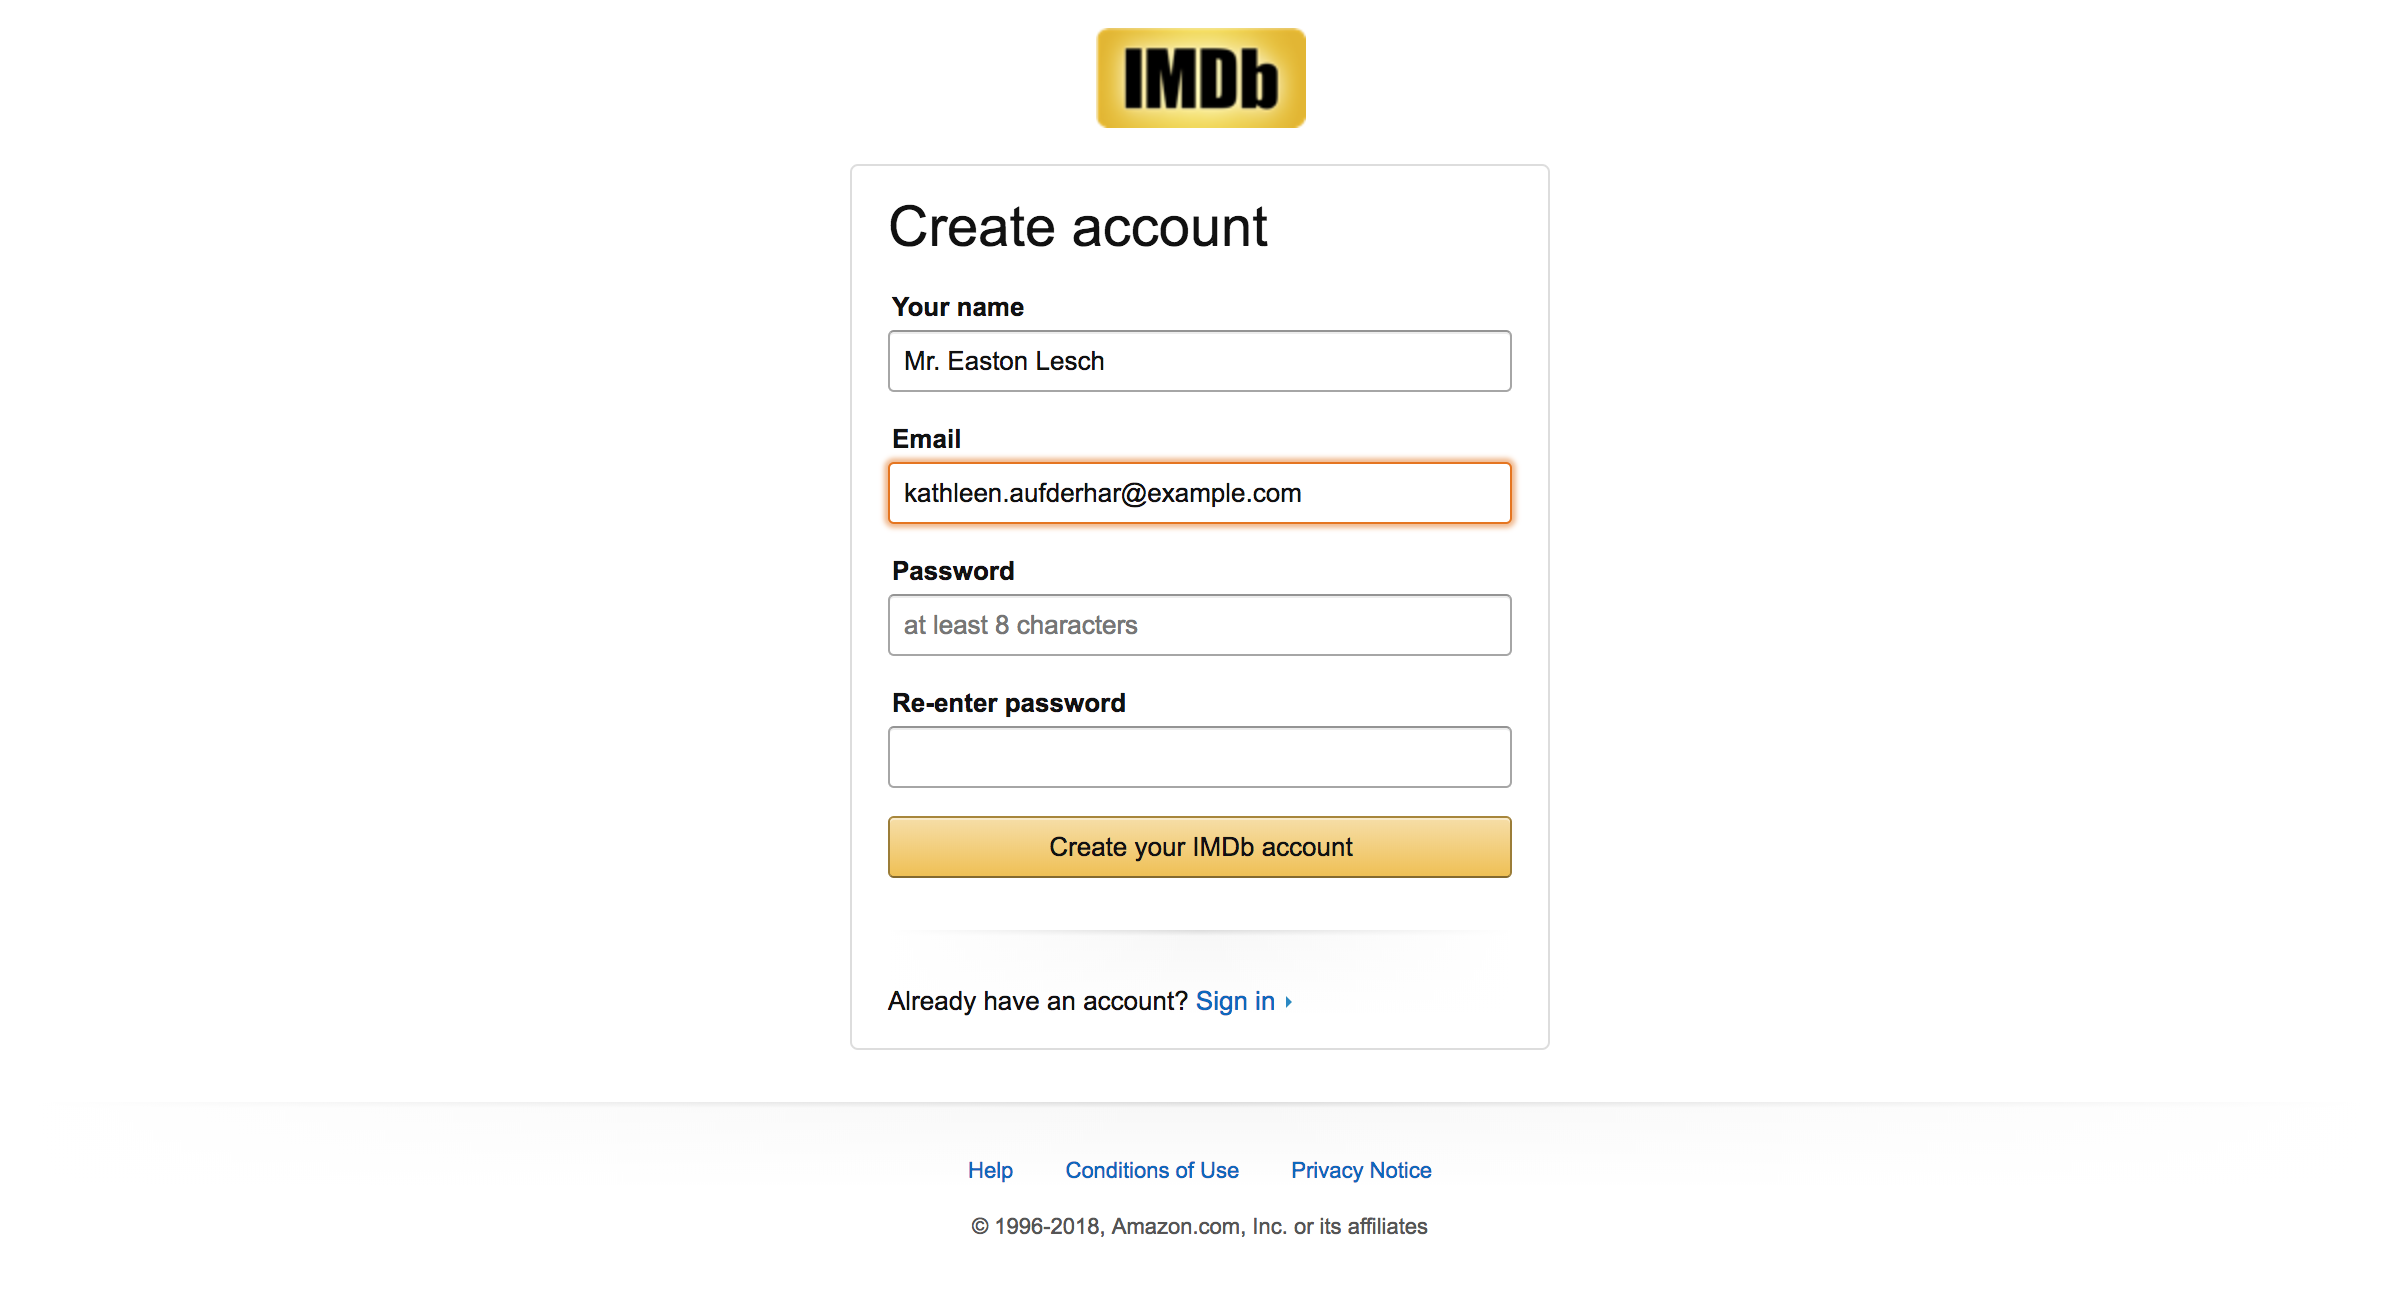 IMDb
Create account
Your name
Mr. Easton Lesch
Email
kathleen.aufderhar@example.com
Password
at least 8 characters
Re-enter password
Create your IMDb account
Already have an account? Sign in
Help Conditions of Use Privacy Notice
© 1996-2018, Amazon.com, Inc. or its affiliates